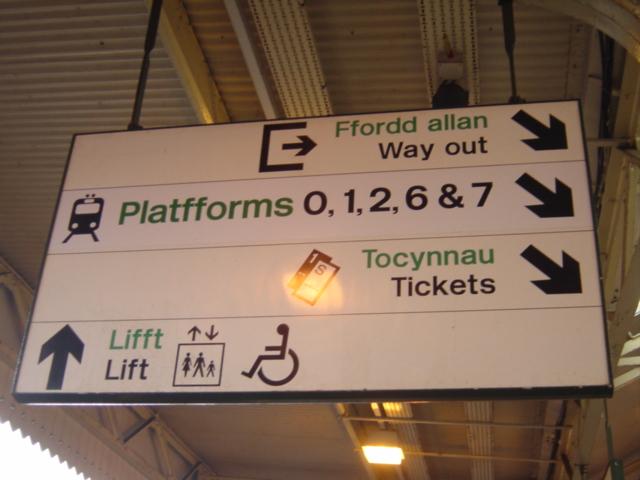 Ffordd allan
Way out
Platfforms 0, 1, 2, 6 & 7
Tocynnau
Tickets
Lifft
Lift